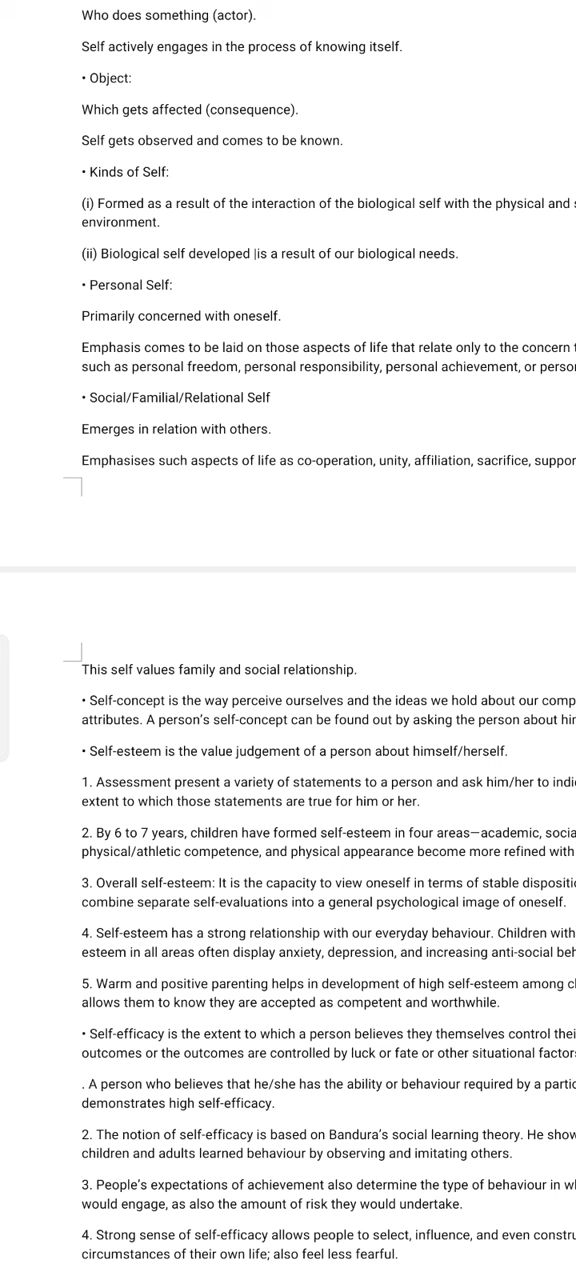 Who does something (actor).
Self actively engages in the process of knowing itself.
• Object:
Which gets affected (consequence).
Self gets observed and comes to be known.
• Kinds of Self:
(i) Formed as a result of the interaction of the biological self with the physical and
environment.
(ii) Biological self developed |is a result of our biological needs.
• Personal Self:
Primarily concerned with oneself.
Emphasis comes to be laid on those aspects of life that relate only to the concern
such as personal freedom, personal responsibility, personal achievement, or
• Social/Familial/Relational Self
Emerges in relation with others.
Emphasises such aspects of life as co-operation, unity, affiliation, sacrifice,
This self values family and social relationship.
• Self-concept is the way perceive ourselves and the ideas we hold about our
attributes. A person's self-concept can be found out by asking the person about
• Self-esteem is the value judgement of a person about himself/herself.
1. Assessment present a variety of statements to a person and ask him/her to
extent to which those statements are true for him or her.
2. By 6 to 7 years, children have formed self-esteem in four areas—academic,
physical/athletic competence, and physical appearance become more refined with
3. Overall self-esteem: It is the capacity to view oneself in terms of stable
combine separate self-evaluations into a general psychological image of oneself.
4. Self-esteem has a strong relationship with our everyday behaviour. Children with
esteem in all areas often display anxiety, depression, and increasing anti-social
5. Warm and positive parenting helps in development of high self-esteem among
allows them to know they are accepted as competent and worthwhile.
• Self-efficacy is the extent to which a person believes they themselves control
outcomes or the outcomes are controlled by luck or fate or other situational
. A person who believes that he/she has the ability or behaviour required by a
demonstrates high self-efficacy.
2. The notion of self-efficacy is based on Bandura's social learning theory. He
children and adults learned behaviour by observing and imitating others.
3. People's expectations of achievement also determine the type of behaviour in
would engage, as also the amount of risk they would undertake.
4. Strong sense of self-efficacy allows people to select, influence, and even
circumstances of their own life; also feel less fearful.